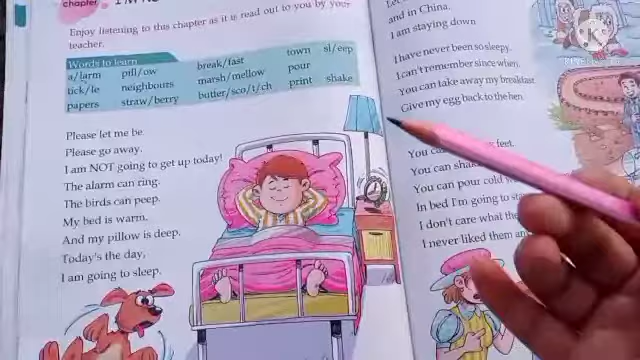 chapter
Enjoy listening to this chapter as it is read out to you by your
teacher.
Words to learn
a/larm pill/ow break/fast town sl/eep
tick/le neighbours marsh/mellow pour
papers straw/berry butter/sco/t/ch print shake
Please let me be.
Please go away.
I am NOT going to get up today!
The alarm can ring.
The birds can peep.
My bed is warm.
And my pillow is deep.
Today's the day,
I am going to sleep.
and in China.
I am staying down
I have never been so sleepy.
I can't remember since when.
You can take away my breakfast.
Give my egg back to the hen.
You feet.
You can
You can pour cold
In bed I'm going to
I don't care what the
I never liked them